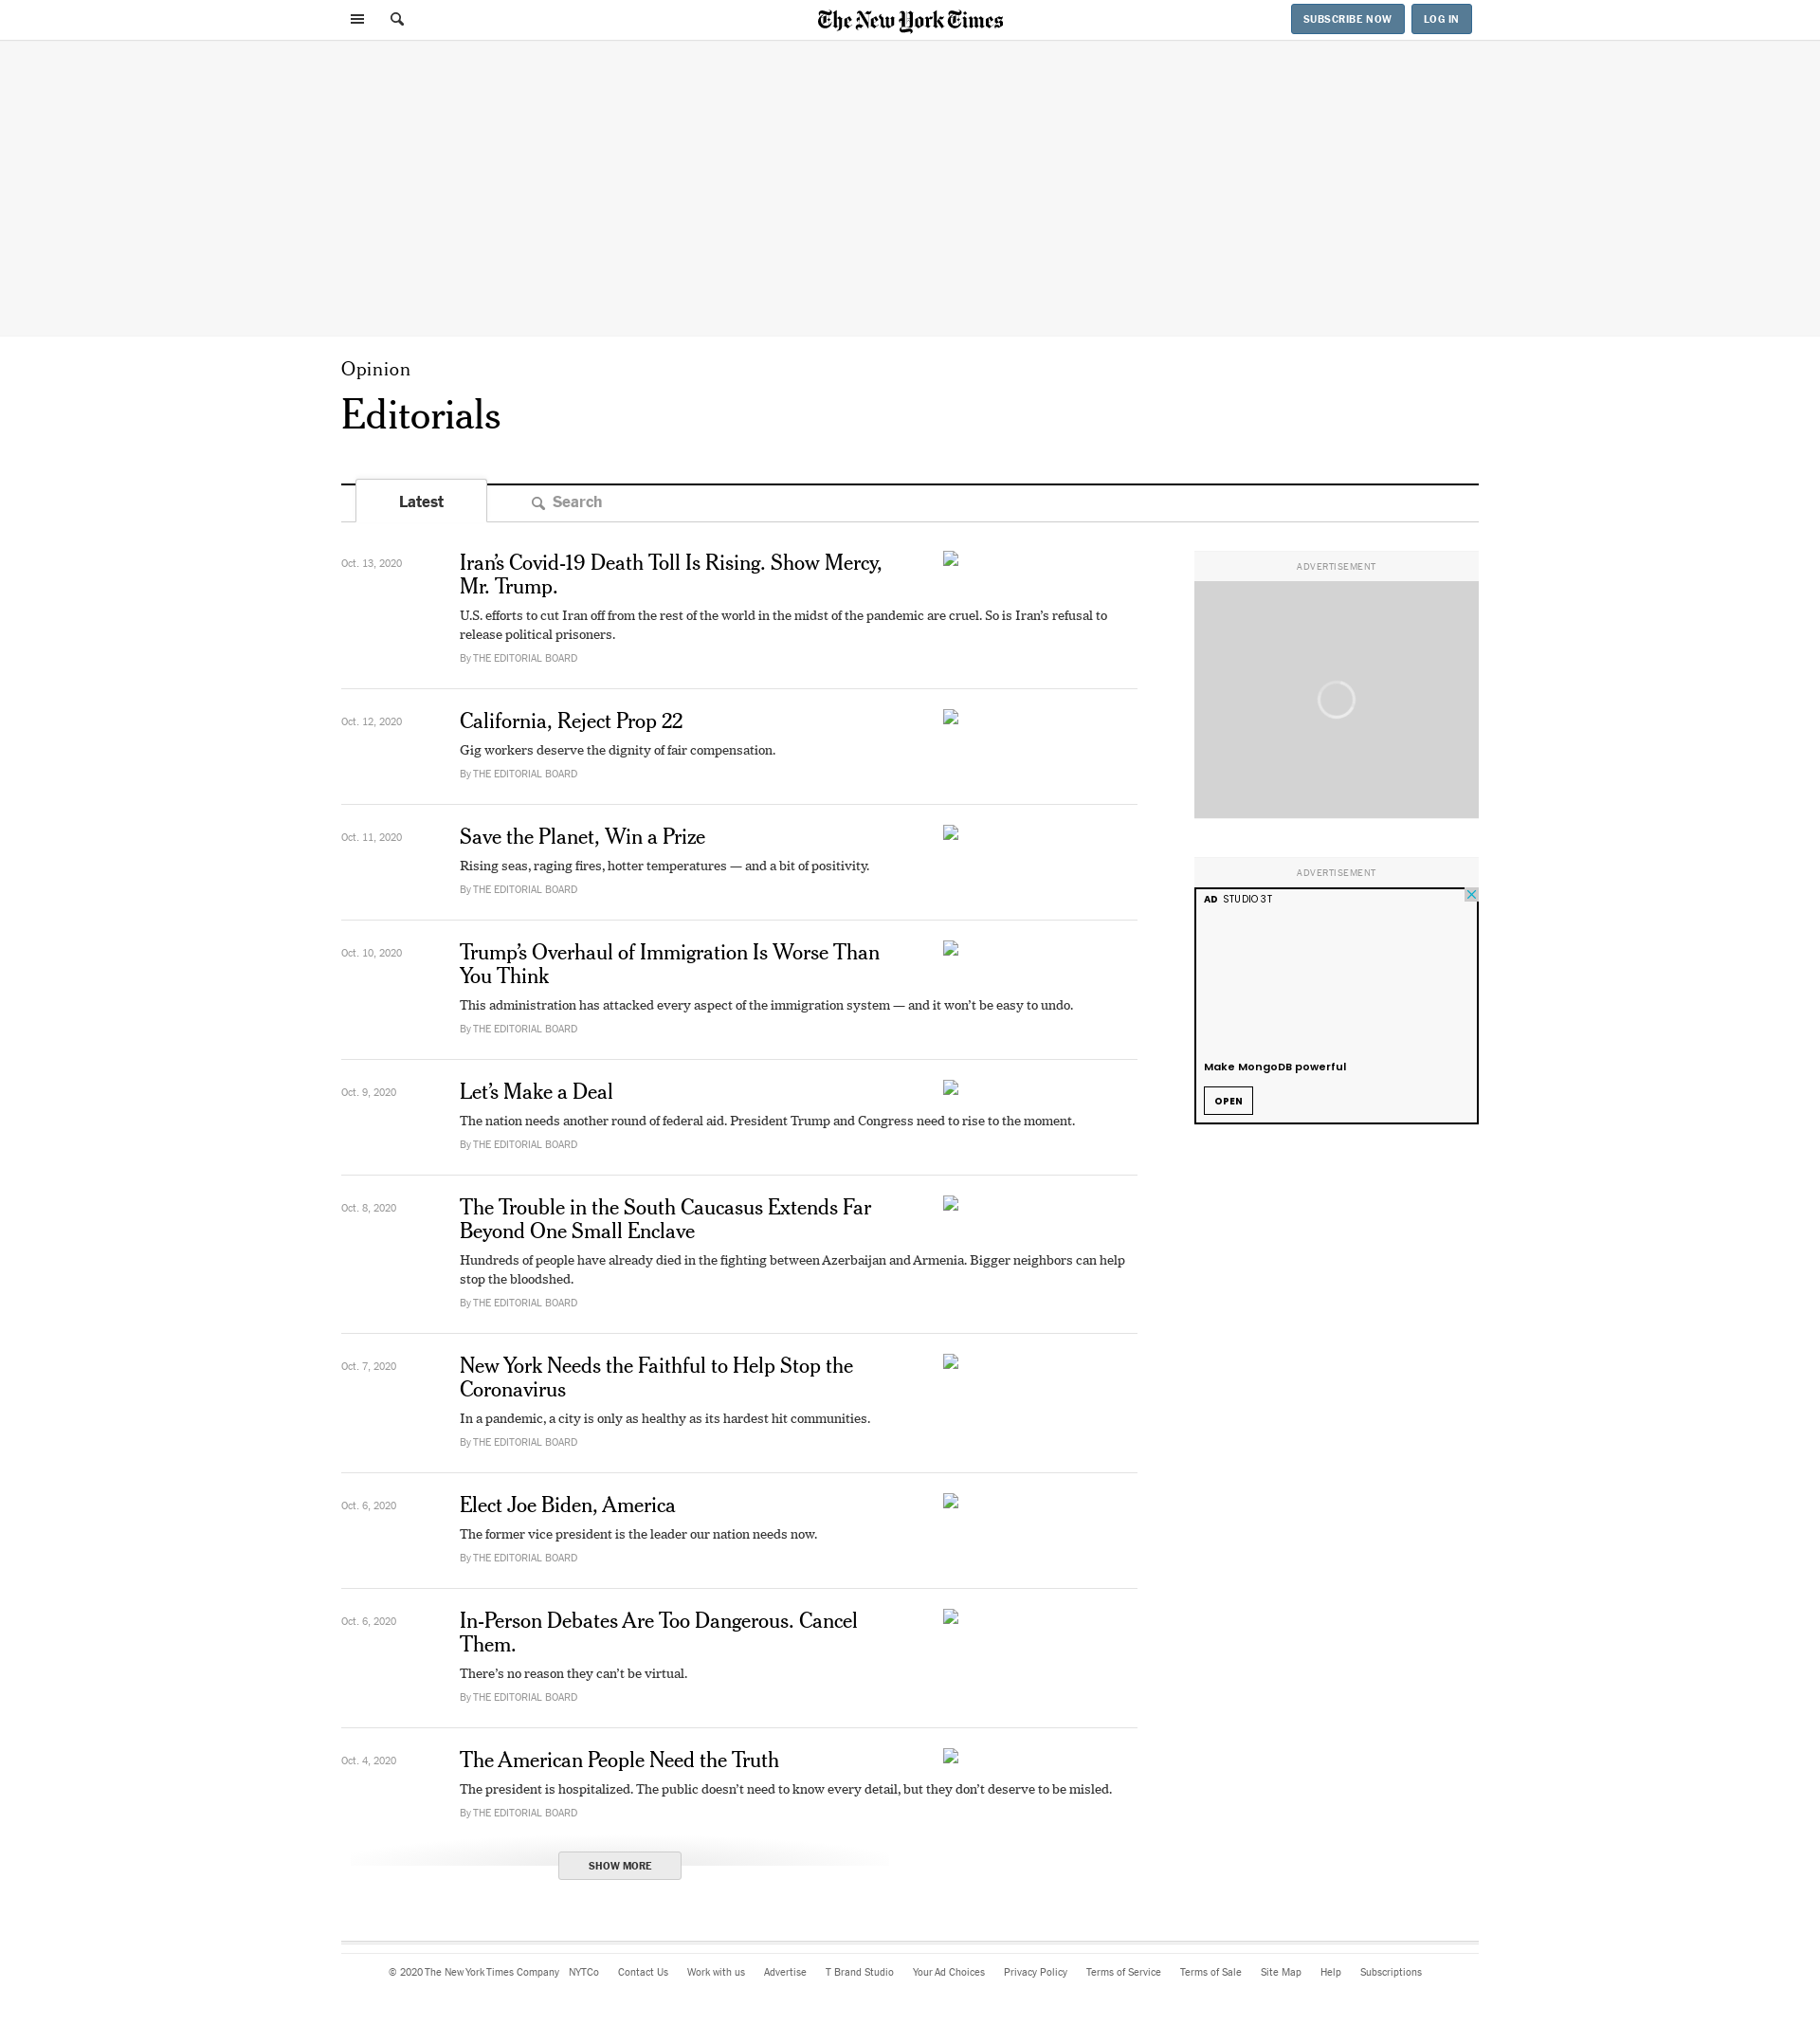 The New York Times
SUBSCRIBE NOW
LOG IN
Opinion
Editorials
Latest
Search
Oct. 13, 2020
Iran’s Covid-19 Death Toll Is Rising. Show Mercy,
Mr. Trump.
U.S. efforts to cut Iran off from the rest of the world in the midst of the pandemic are cruel. So is Iran’s refusal to
release political prisoners.
By THE EDITORIAL BOARD
Oct. 12, 2020
California, Reject Prop 22
Gig workers deserve the dignity of fair compensation.
By THE EDITORIAL BOARD
Oct. 11, 2020
Save the Planet, Win a Prize
Rising seas, raging fires, hotter temperatures — and a bit of positivity.
By THE EDITORIAL BOARD
Oct. 10, 2020
Trump’s Overhaul of Immigration Is Worse Than
You Think
This administration has attacked every aspect of the immigration system — and it won’t be easy to undo.
By THE EDITORIAL BOARD
Oct. 9, 2020
Let’s Make a Deal
The nation needs another round of federal aid. President Trump and Congress need to rise to the moment.
By THE EDITORIAL BOARD
Oct. 8, 2020
The Trouble in the South Caucasus Extends Far
Beyond One Small Enclave
Hundreds of people have already died in the fighting between Azerbaijan and Armenia. Bigger neighbors can help
stop the bloodshed.
By THE EDITORIAL BOARD
Oct. 7, 2020
New York Needs the Faithful to Help Stop the
Coronavirus
In a pandemic, a city is only as healthy as its hardest hit communities.
By THE EDITORIAL BOARD
Oct. 6, 2020
Elect Joe Biden, America
The former vice president is the leader our nation needs now.
By THE EDITORIAL BOARD
Oct. 6, 2020
In-Person Debates Are Too Dangerous. Cancel
Them.
There’s no reason they can’t be virtual.
By THE EDITORIAL BOARD
Oct. 4, 2020
The American People Need the Truth
The president is hospitalized. The public doesn’t need to know every detail, but they don’t deserve to be misled.
By THE EDITORIAL BOARD
SHOW MORE
ADVERTISEMENT
ADVERTISEMENT
AD STUDIO 3T
Make MongoDB powerful
OPEN
© 2020 The New York Times Company NYTCo Contact Us Work with us Advertise T Brand Studio Your Ad Choices Privacy Policy Terms of Service Terms of Sale Site Map Help Subscriptions